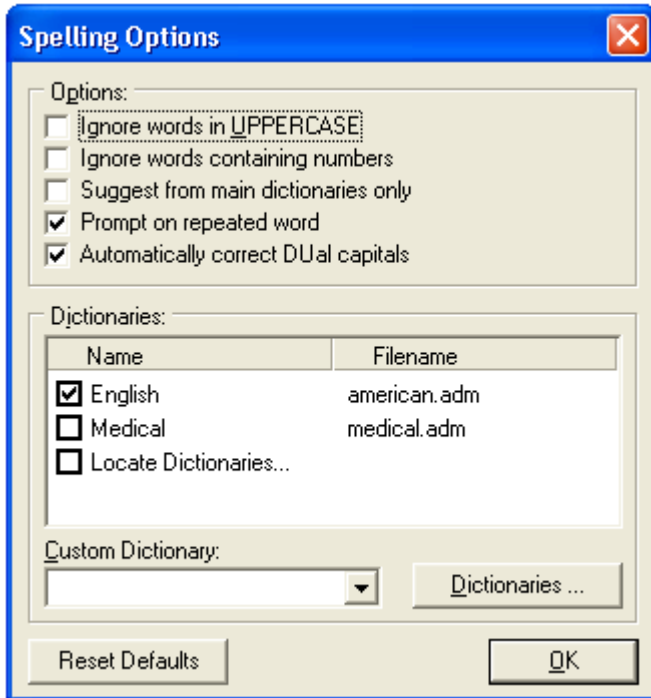 Spelling Options
Options:
Ignore words in UPPERCASE
Ignore words containing numbers
Suggest from main dictionaries only
Prompt on repeated word
Automatically correct DUal capitals
Dictionaries:
Name Filename
English american.adm
Medical medical.adm
Locate Dictionaries...
Custom Dictionary:
Dictionaries ...
Reset Defaults OK